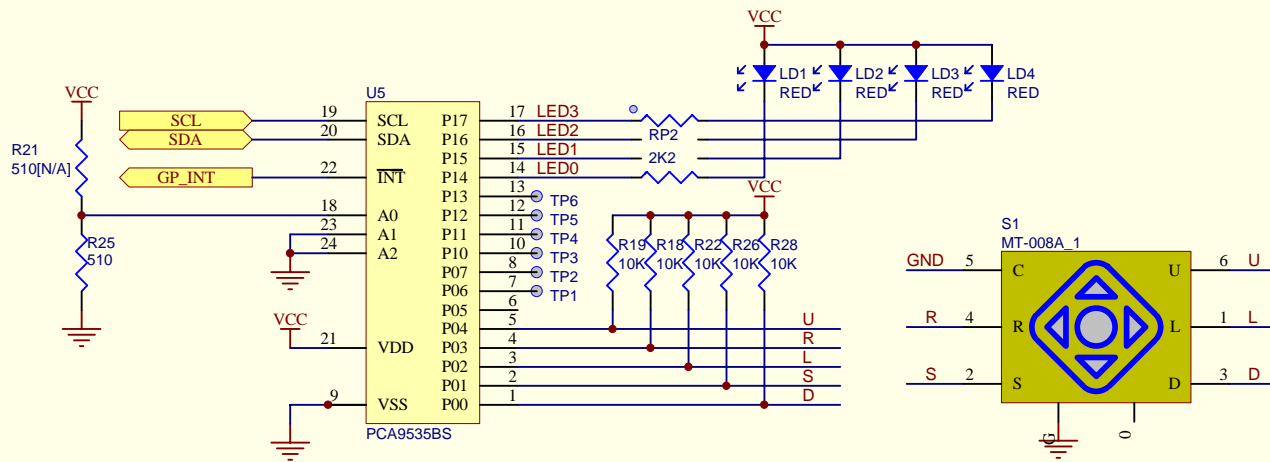 VCC
VCC
LD1 LD2 LD3 LD4
RED RED RED RED
U5
SCL 19 SCL P17 17 LED3
SDA 20 SDA P16 16 LED2 RP2
R21
510[N/A]
P15 15 LED1 2K2
GP_INT 22 INT P14 14 LED0
P13 13 TP6
VCC
18 A0 P12 12 TP5
23 A1 P11 11 TP4
24 A2 P10 10 TP3
R25
510
R19 R18 R22 R26 R28
10K 10K 10K 10K 10K
P07 8 TP2
P06 7 TP1
P05 6
VCC
P04 5 U
21 VDD P03 4 R
P02 3 L
P01 2 S
9 VSS P00 1 D
PCA9535BS
S1
MT-008A_1
GND 5 C U 6 U
R 4 R L 1 L
S 2 S D 3 D
G 0